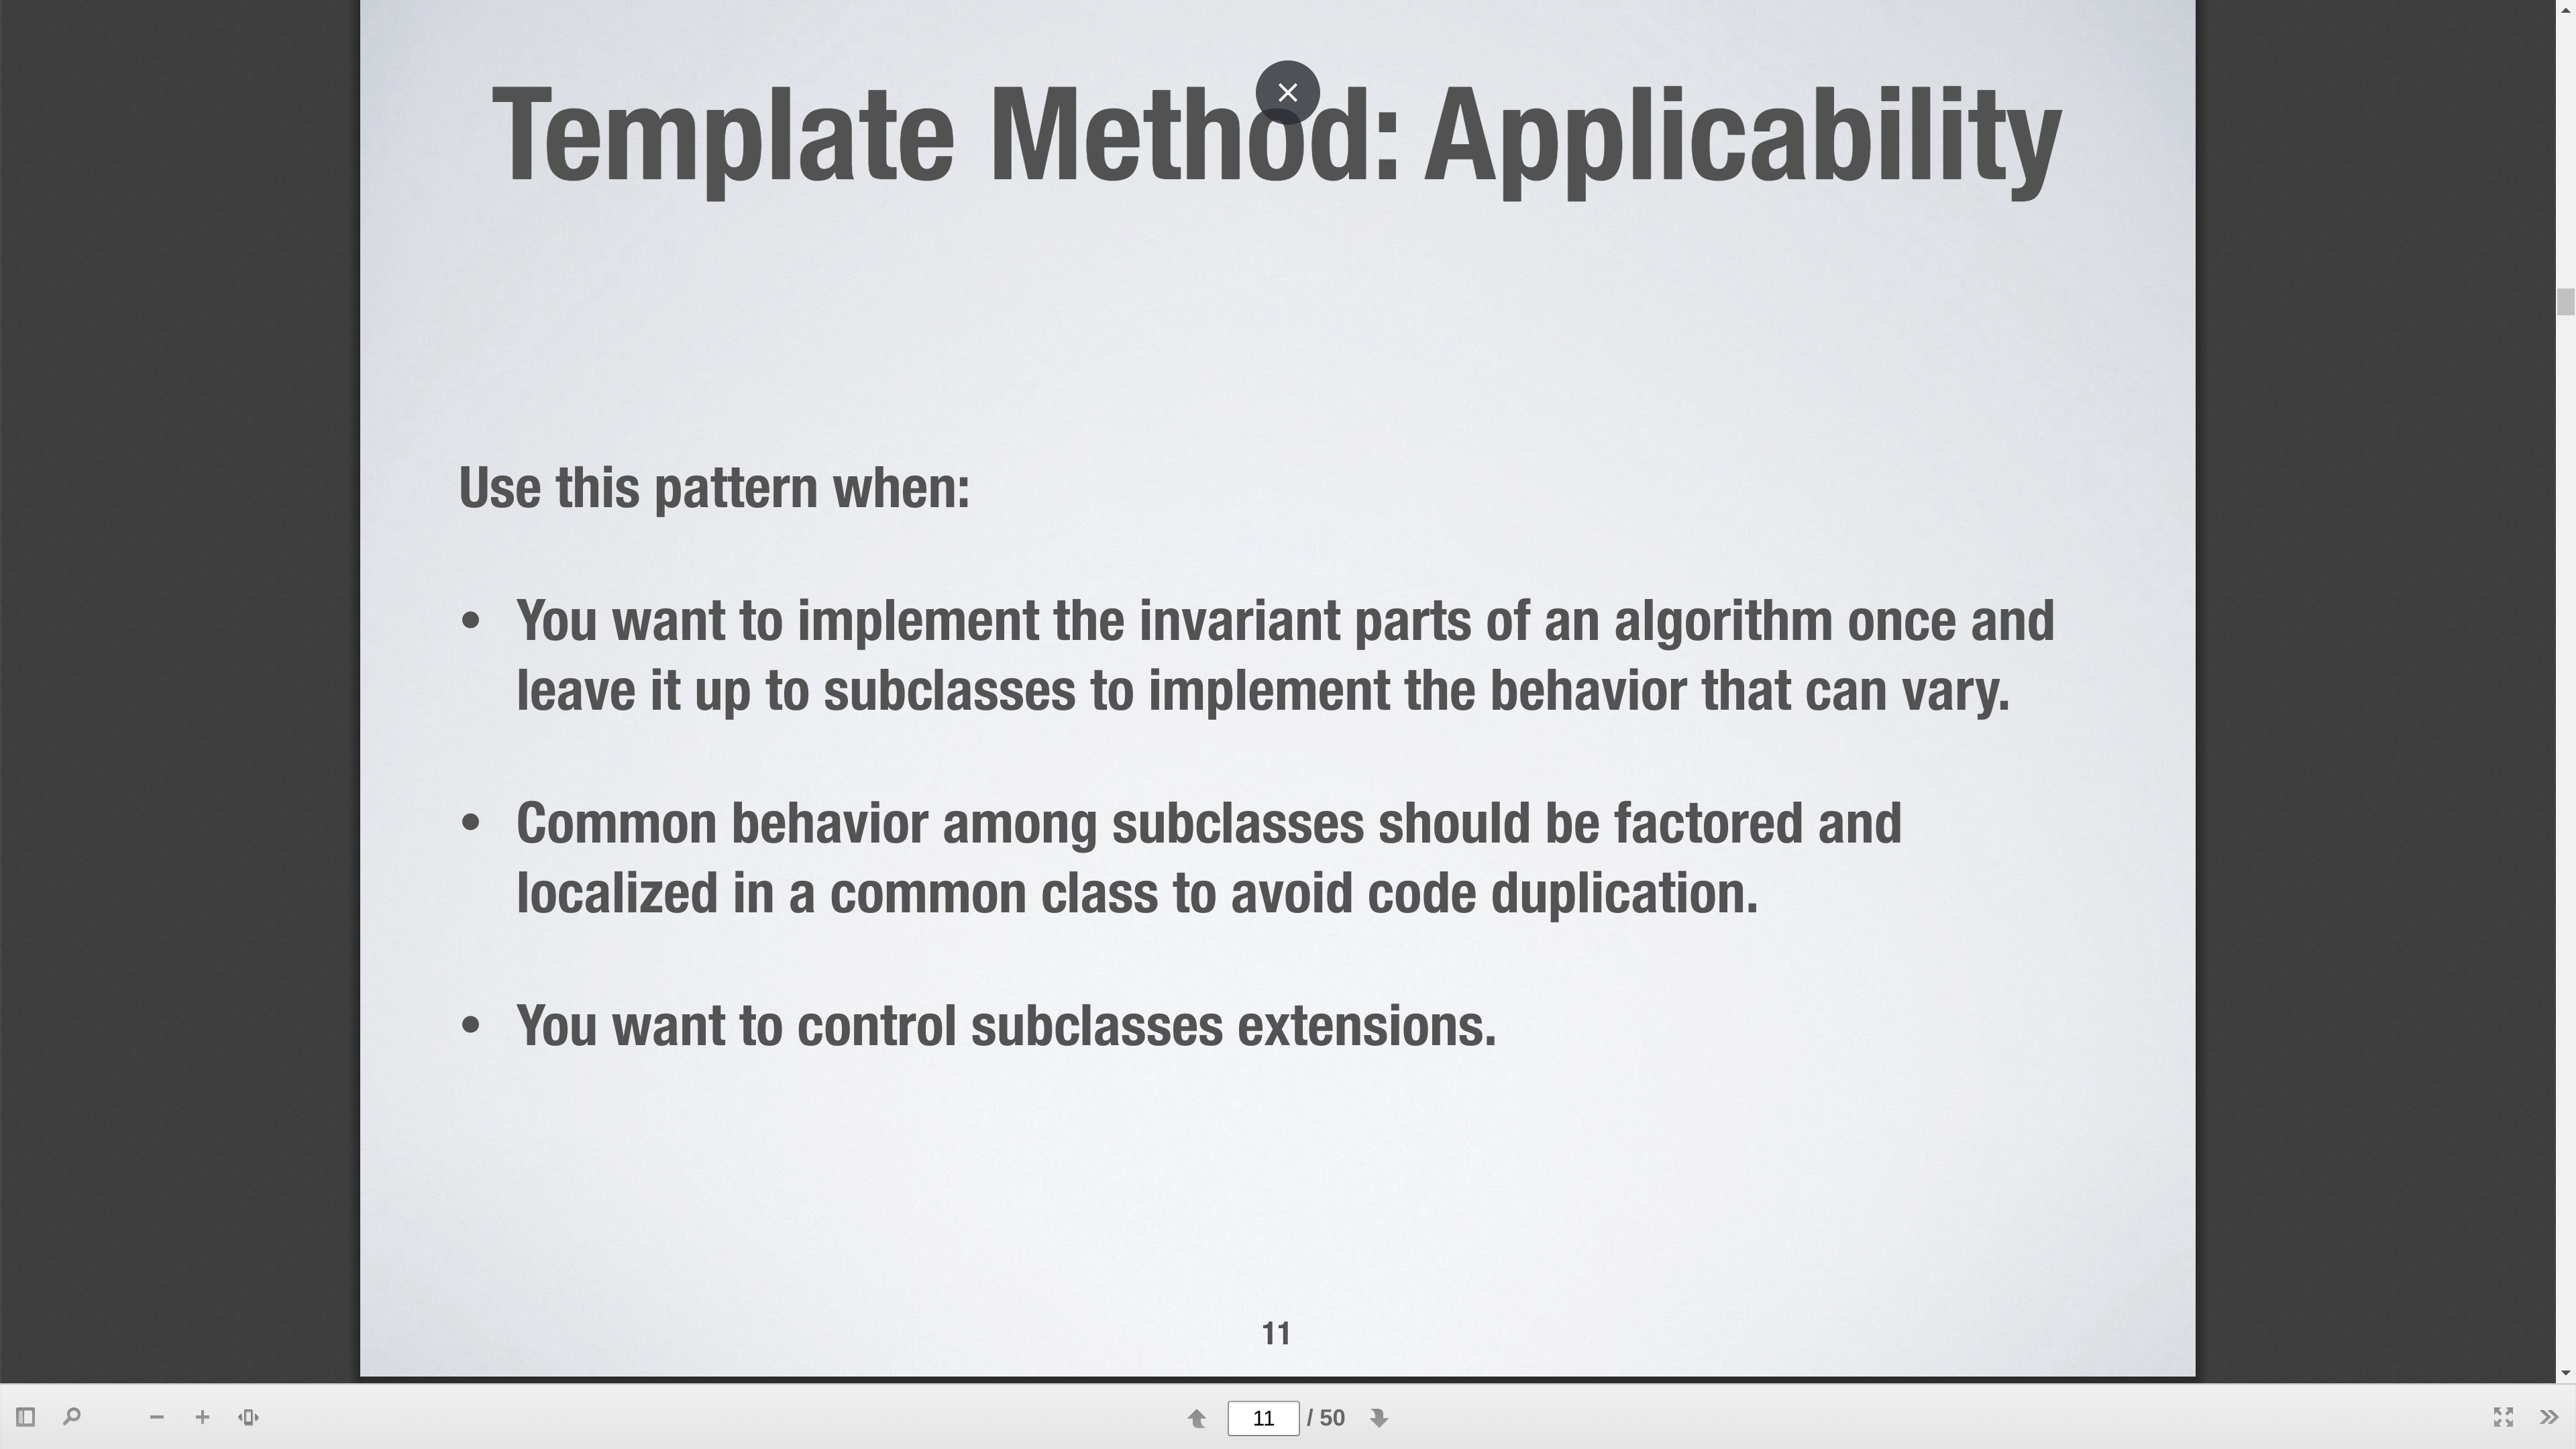 Template Method: Applicability
Use this pattern when:
• You want to implement the invariant parts of an algorithm once and
leave it up to subclasses to implement the behavior that can vary.
• Common behavior among subclasses should be factored and
localized in a common class to avoid code duplication.
• You want to control subclasses extensions.
11
11 / 50